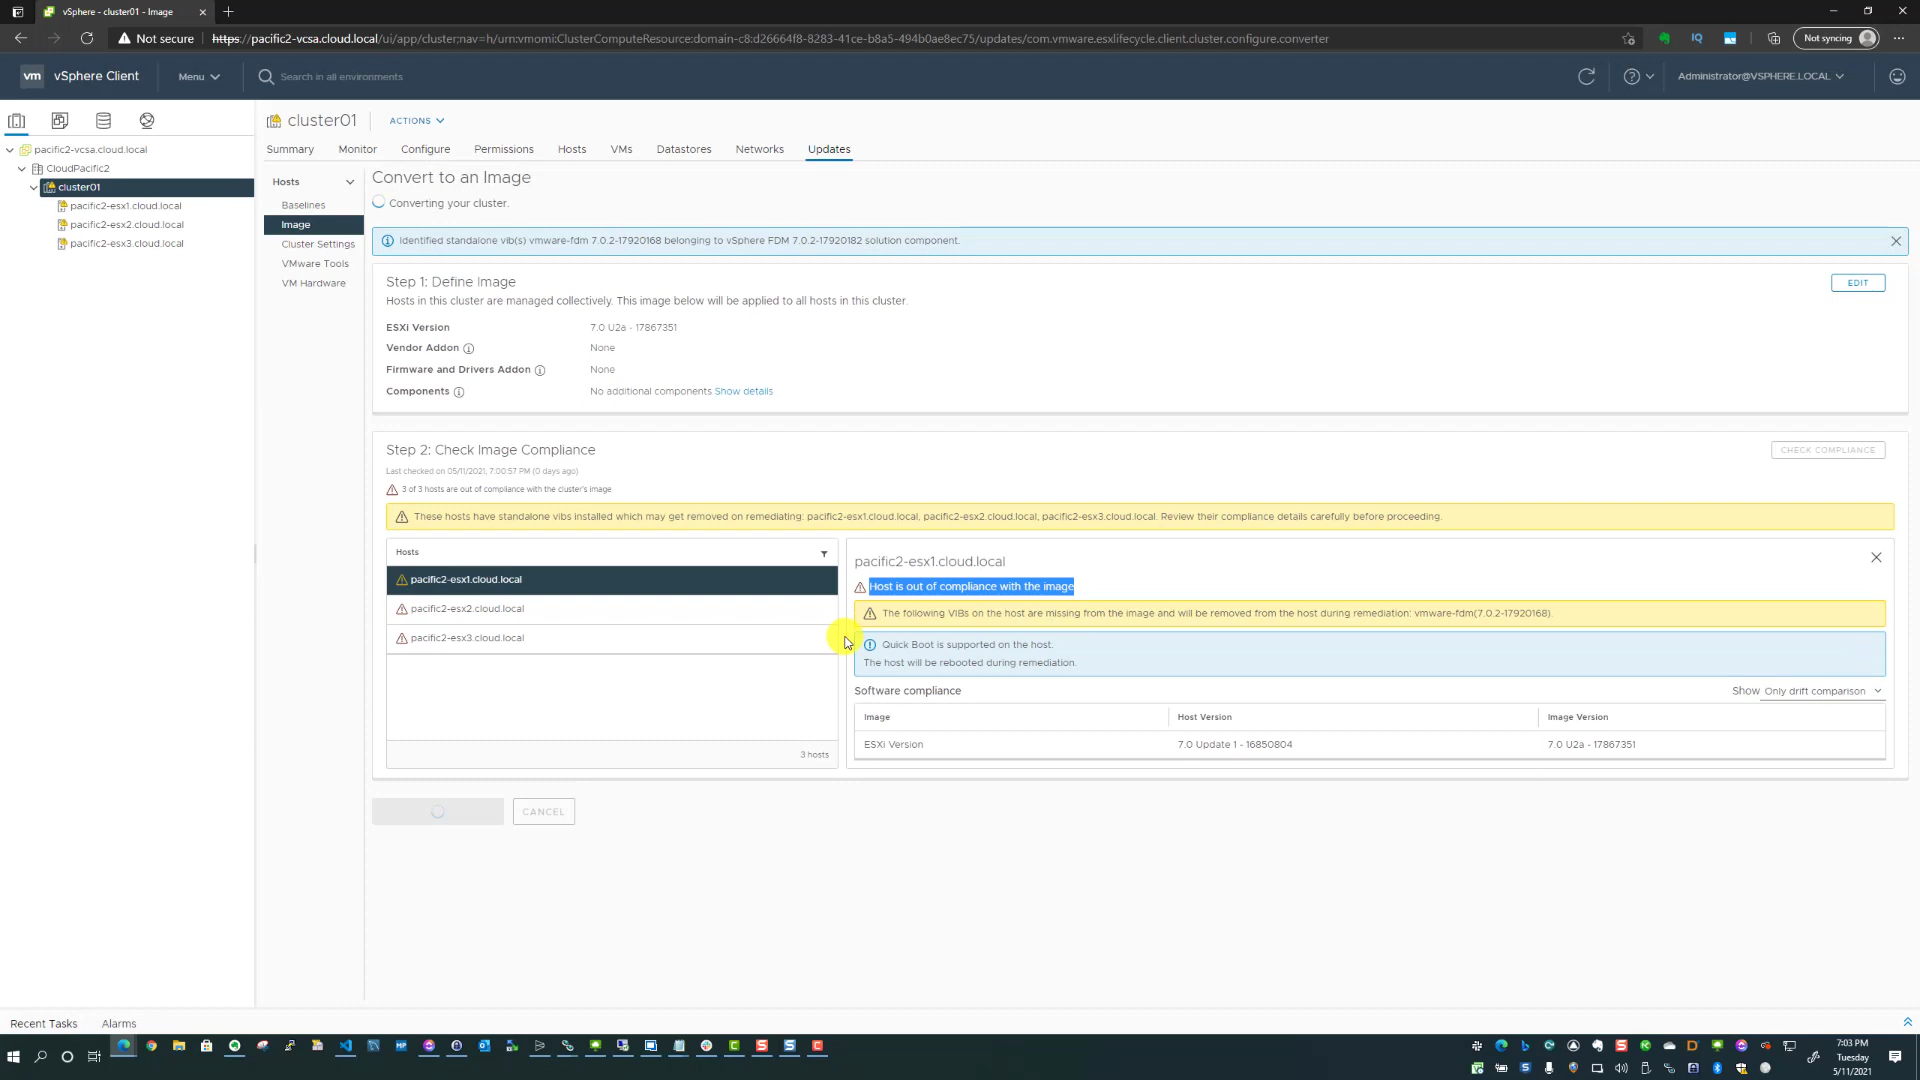 vSphere - cluster01 - Image
Not secure
https://pacific2-vcsa.cloud.local/ui/app/cluster;nav=h/urn:vmomi:ClusterComputeResource:domain-c8:d26664f8-8283-41ce-b8a5-494b0ae8ec75/updates/com.vmware.esxlifecycle.client.cluster.configure.converter
Not syncing
vm vSphere Client
Menu
Search in all environments
Administrator@VSPHERE.LOCAL
pacific2-vcsa.cloud.local
CloudPacific2
cluster01
pacific2-esx1.cloud.local
pacific2-esx2.cloud.local
pacific2-esx3.cloud.local
cluster01
ACTIONS
Summary Monitor Configure Permissions Hosts VMs Datastores Networks Updates
Hosts
Baselines
Image
Cluster Settings
VMware Tools
VM Hardware
Convert to an Image
Converting your cluster.
Identified standalone vib(s) vmware-fdm 7.0.2-17920168 belonging to vSphere FDM 7.0.2-17920182 solution component.
Step 1: Define Image
EDIT
Hosts in this cluster are managed collectively. This image below will be applied to all hosts in this cluster.
ESXi Version 7.0 U2a - 17867351
Vendor Addon None
Firmware and Drivers Addon None
Components No additional components Show details
Step 2: Check Image Compliance
CHECK COMPLIANCE
Last checked on 05/11/2021, 7:00:57 PM (0 days ago)
3 of 3 hosts are out of compliance with the cluster's image
These hosts have standalone vibs installed which may get removed on remediating: pacific2-esx1.cloud.local, pacific2-esx2.cloud.local, pacific2-esx3.cloud.local. Review their compliance details carefully before proceeding.
Hosts
pacific2-esx1.cloud.local
pacific2-esx2.cloud.local
pacific2-esx3.cloud.local
3 hosts
pacific2-esx1.cloud.local
Host is out of compliance with the image
The following VIBs on the host are missing from the image and will be removed from the host during remediation: vmware-fdm(7.0.2-17920168).
Quick Boot is supported on the host.
The host will be rebooted during remediation.
Software compliance
Show Only drift comparison
Image Host Version Image Version
ESXi Version 7.0 Update 1 - 16850804 7.0 U2a - 17867351
CANCEL
Recent Tasks Alarms
7:03 PM
Tuesday
5/11/2021